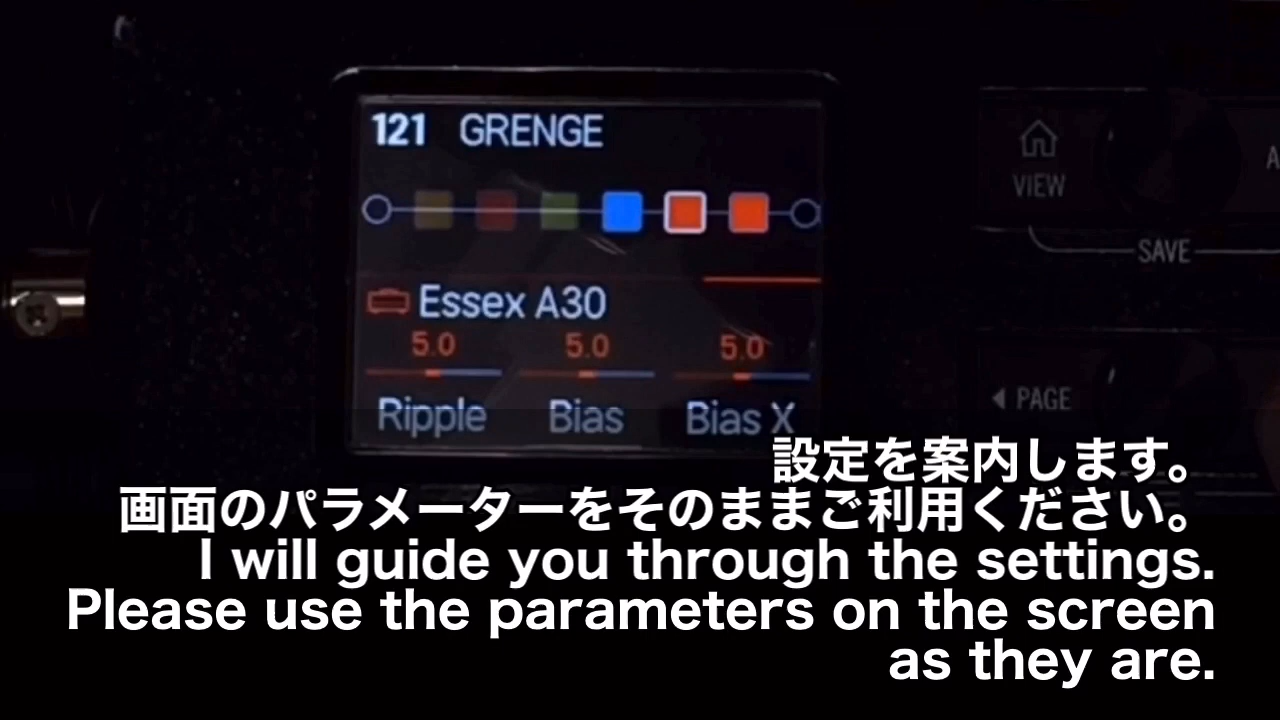 121 GRENGE
VIEW
SAVE
Essex A30
5.0 5.0 5.0
Ripple Bias Bias X
◀ PAGE
設定を案内します。
画面のパラメーターをそのままご利用ください。
I will guide you through the settings.
Please use the parameters on the screen
as they are.